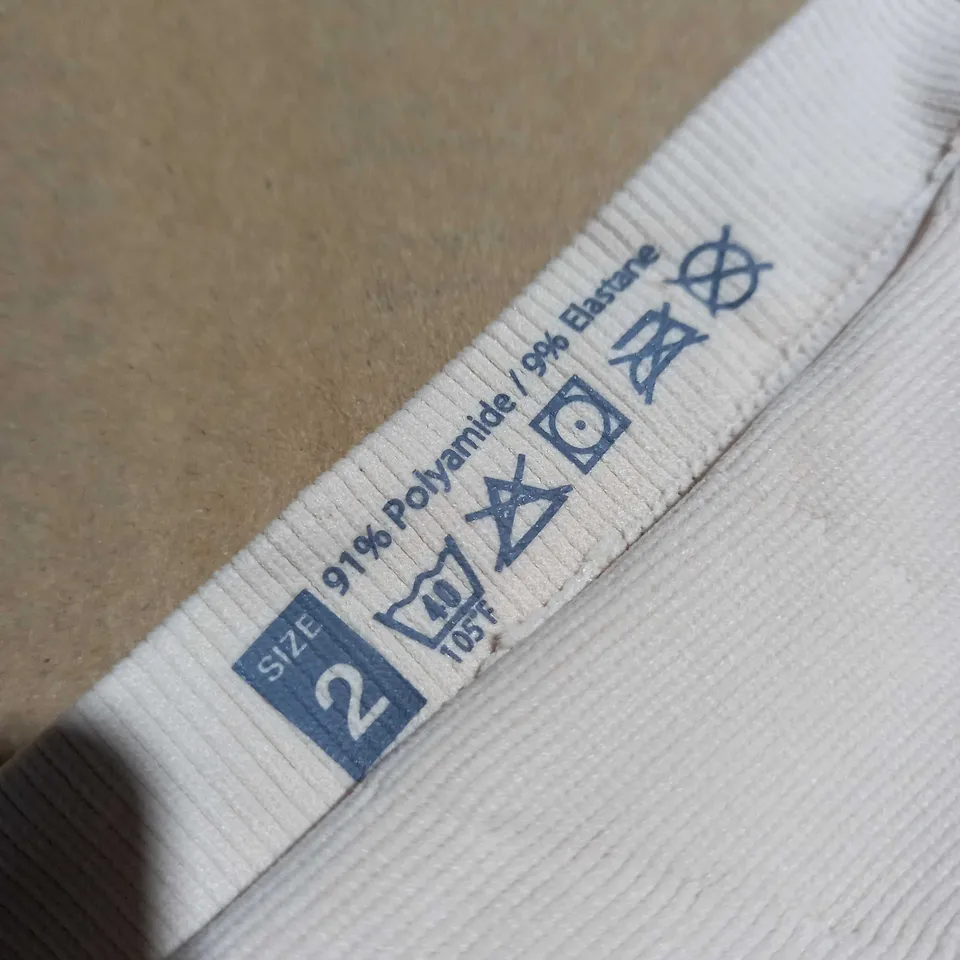 SIZE
2
91% Polyamide / 9% Elastane
40
105°F